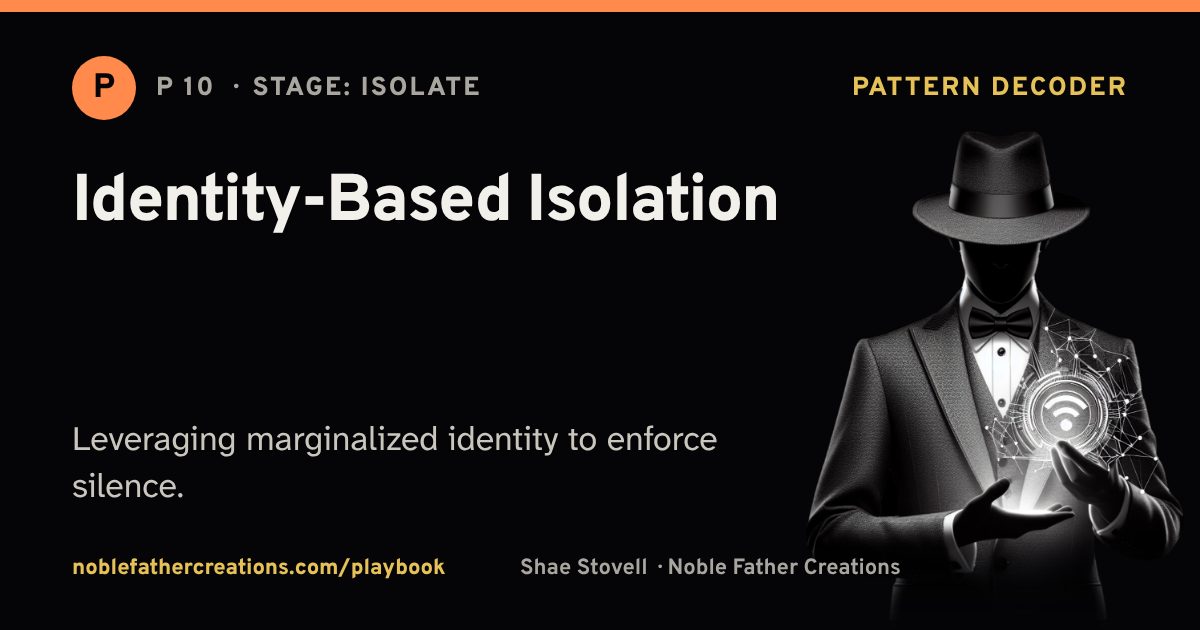 P
P 10 · STAGE: ISOLATE
PATTERN DECODER
Identity-Based Isolation
Leveraging marginalized identity to enforce
silence.
noblefathercreations.com/playbook
Shae Stovell · Noble Father Creations